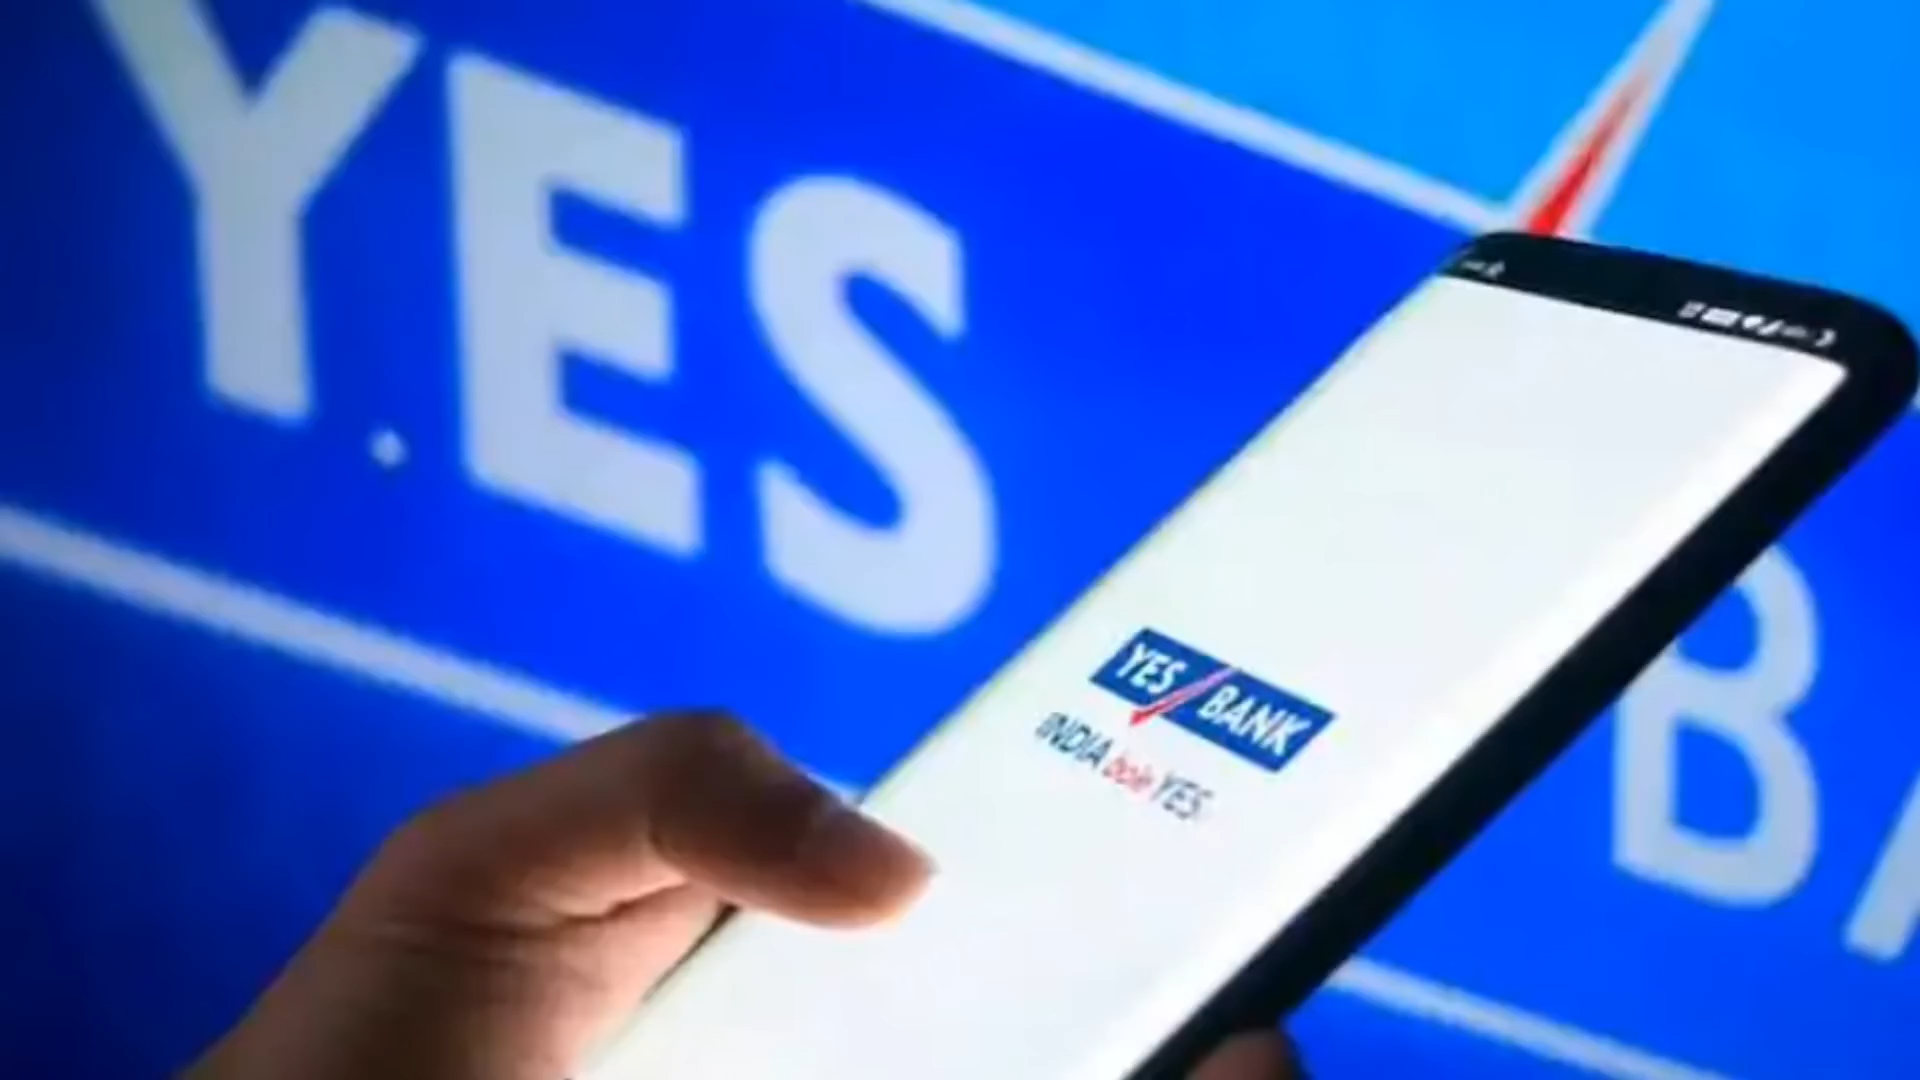 YES B
YES BANK
INDIA bole YES